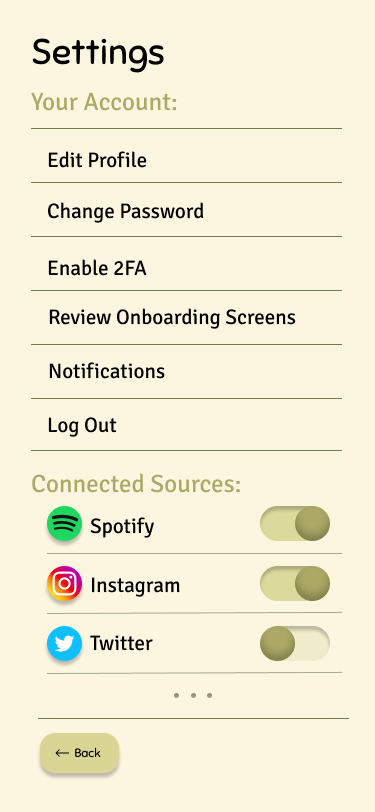 Settings
Your Account:
Edit Profile
Change Password
Enable 2FA
Review Onboarding Screens
Notifications
Log Out
Connected Sources:
Spotify
Instagram
Twitter
Back